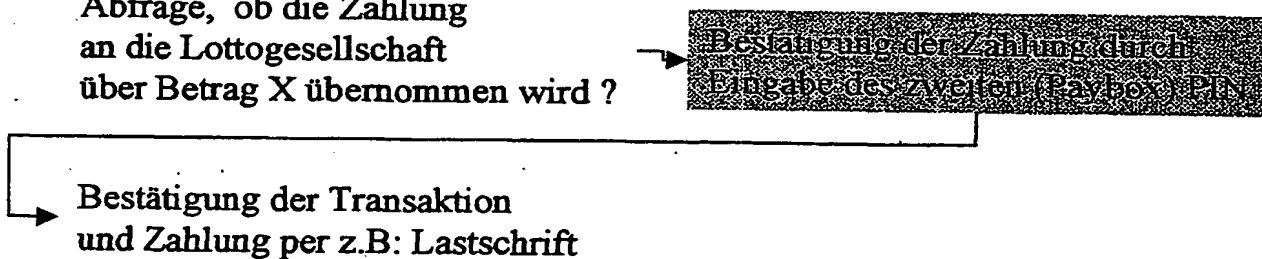 Abfrage, ob die Zahlung
an die Lottogesellschaft
über Betrag X übernommen wird ?
Bestätigung der Zahlung durch
Eingabe des zweiten (Paybox) PIN
Bestätigung der Transaktion
und Zahlung per z.B: Lastschrift